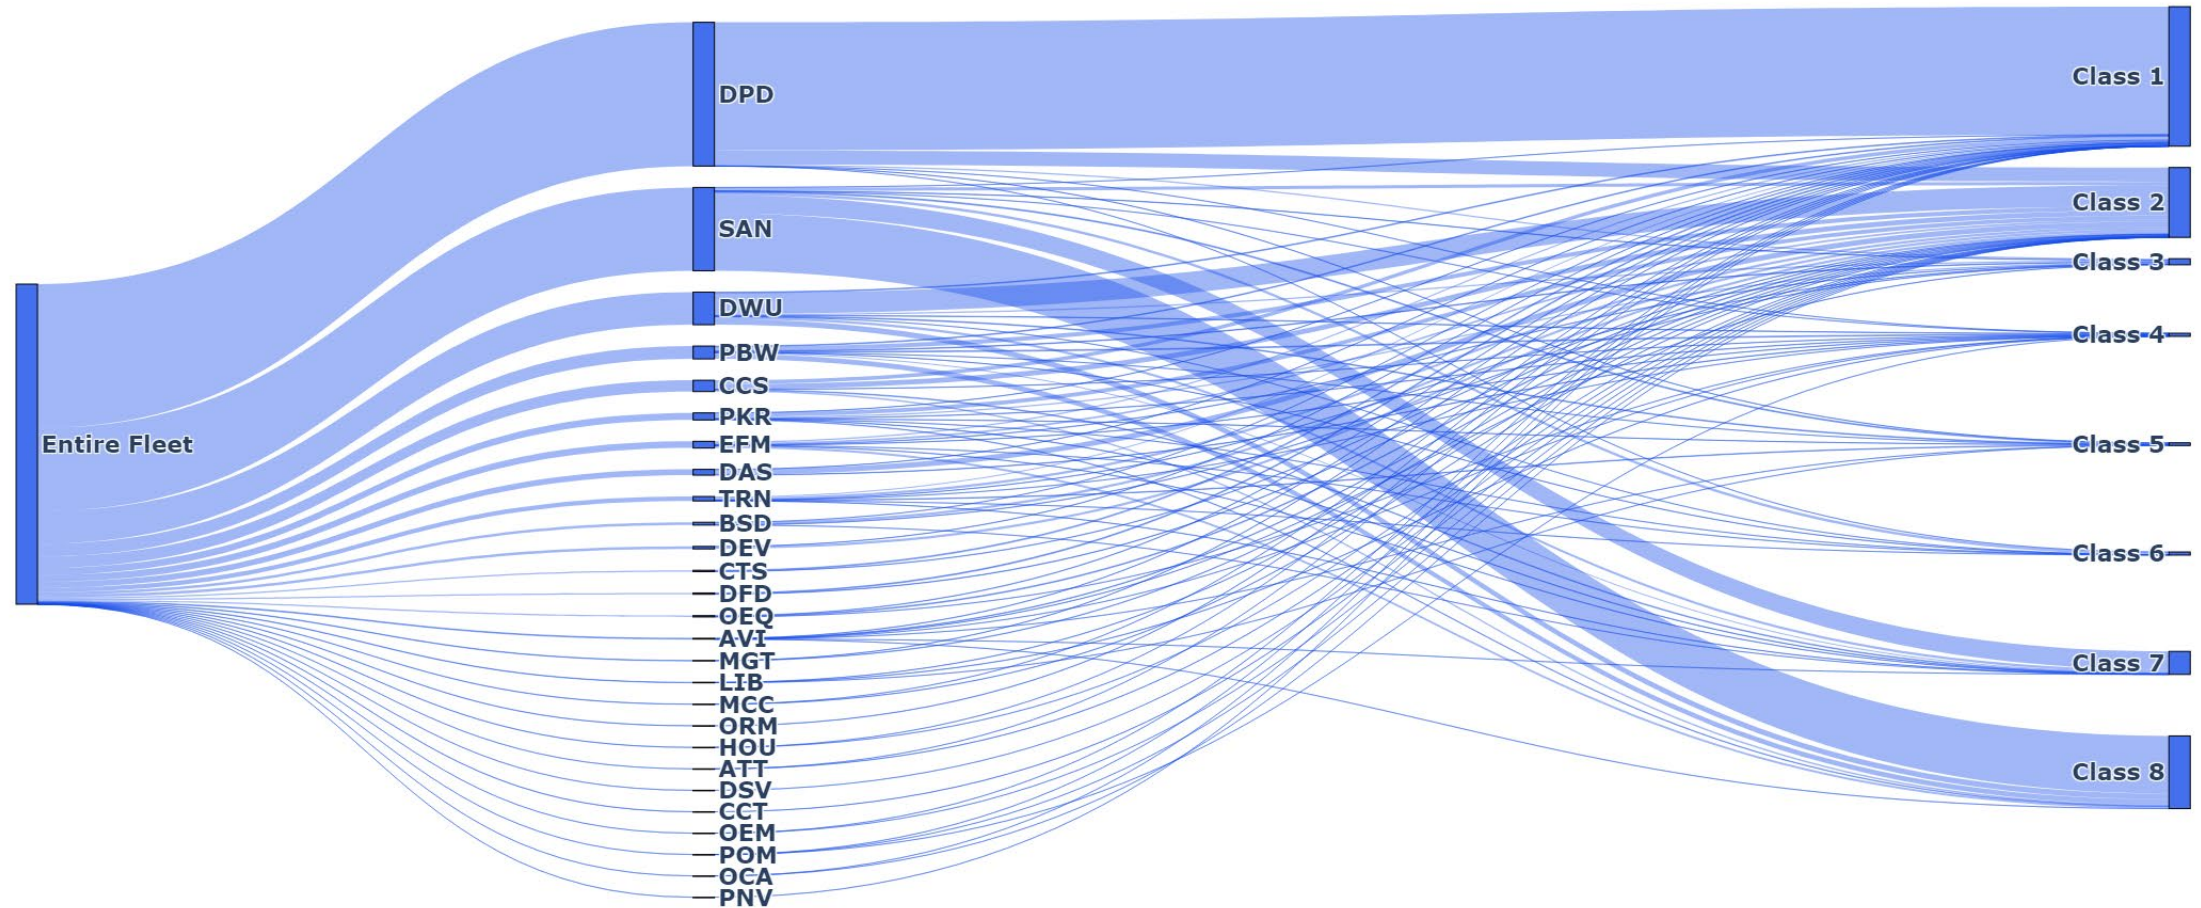 Entire Fleet
DPD
SAN
DWU
PBW
CCS
PKR
EFM
DAS
TRN
BSD
DEV
CTS
DFD
OEQ
AVI
MGT
LIB
MCC
ORM
HOU
ATT
DSV
CCT
OEM
POM
OCA
PNV
Class 1
Class 2
Class 3
Class 4
Class 5
Class 6
Class 7
Class 8